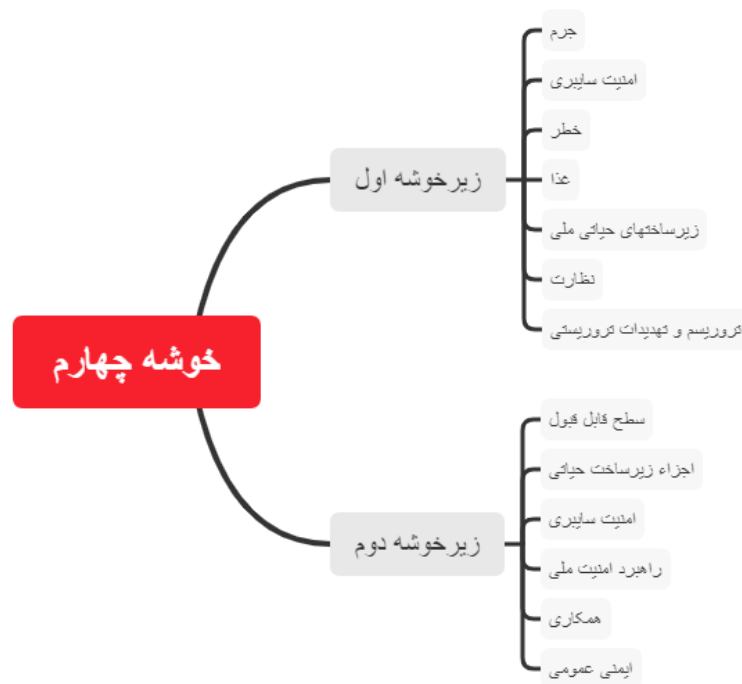 خوشه چهارم
زیرخوشه اول
جرم
امنیت سایبری
خطر
غذا
زیرساختهای حیاتی ملی
نظارت
تروریسم و تهدیدات تروریستی
زیرخوشه دوم
سطح قابل قبول
اجزاء زیرساخت حیاتی
امنیت سایبری
راهبرد امنیت ملی
همکاری
ایمنی عمومی